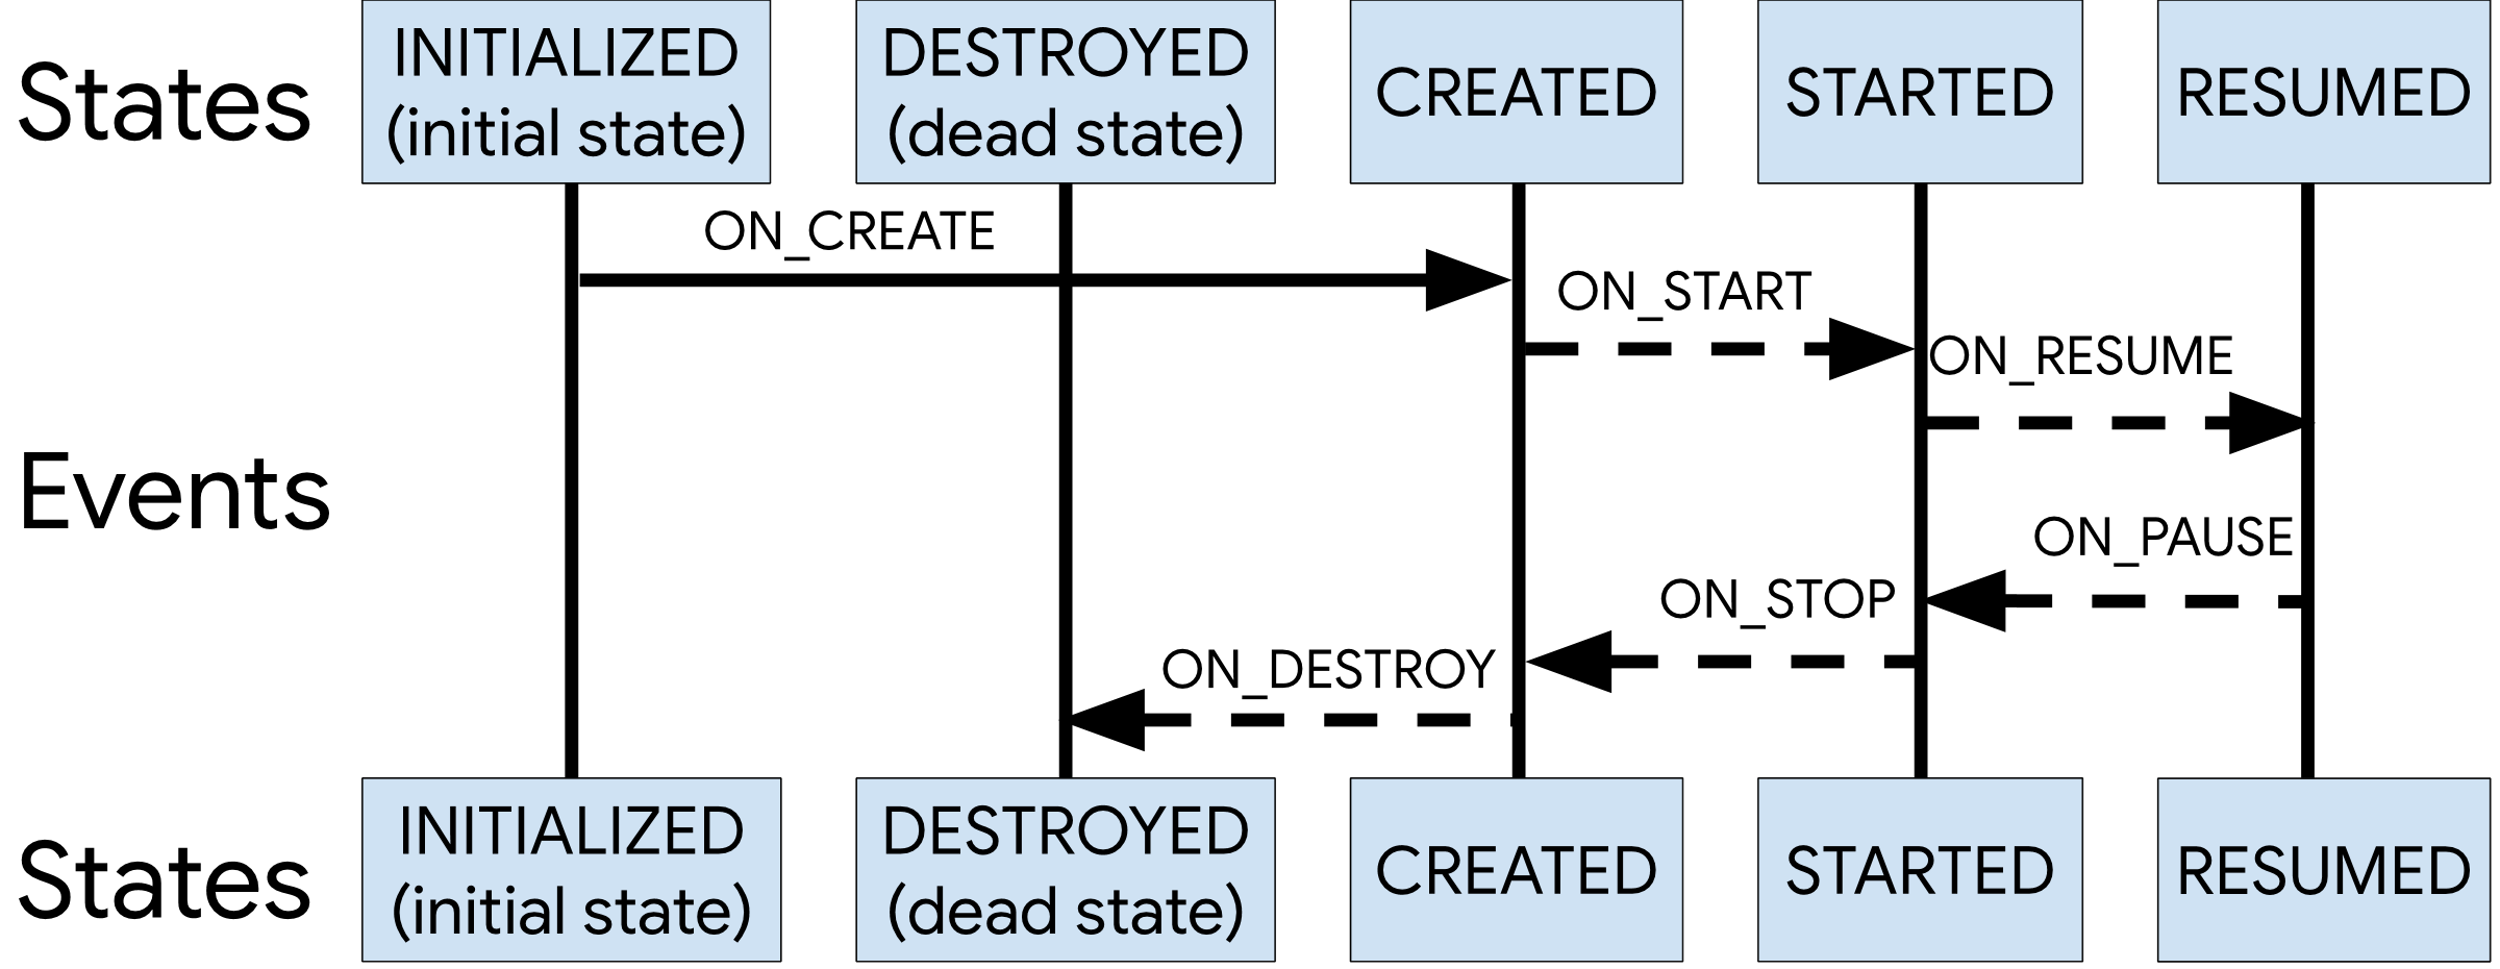 States
INITIALIZED
(initial state)
DESTROYED
(dead state)
CREATED
STARTED
RESUMED
ON_CREATE
ON_START
ON_RESUME
Events
ON_PAUSE
ON_STOP
ON_DESTROY
States
INITIALIZED
(initial state)
DESTROYED
(dead state)
CREATED
STARTED
RESUMED